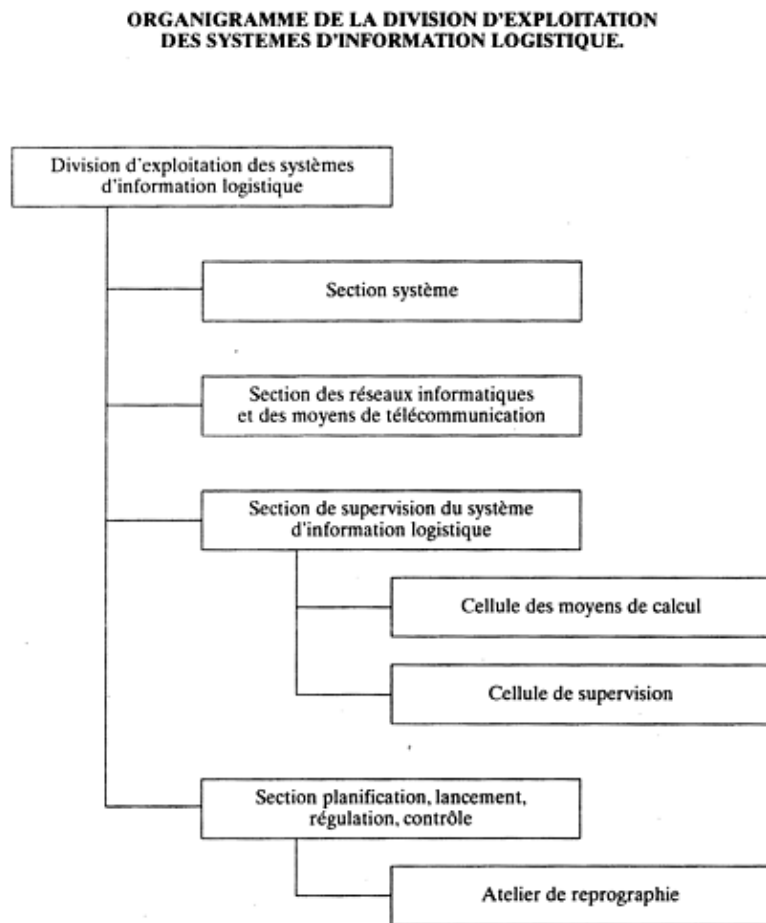 ORGANIGRAMME DE LA DIVISION D'EXPLOITATION
DES SYSTEMES D'INFORMATION LOGISTIQUE.
Division d'exploitation des systèmes
d'information logistique
Section système
Section des réseaux informatiques
et des moyens de télécommunication
Section de supervision du système
d'information logistique
Cellule des moyens de calcul
Cellule de supervision
Section planification, lancement,
régulation, contrôle
Atelier de reprographie